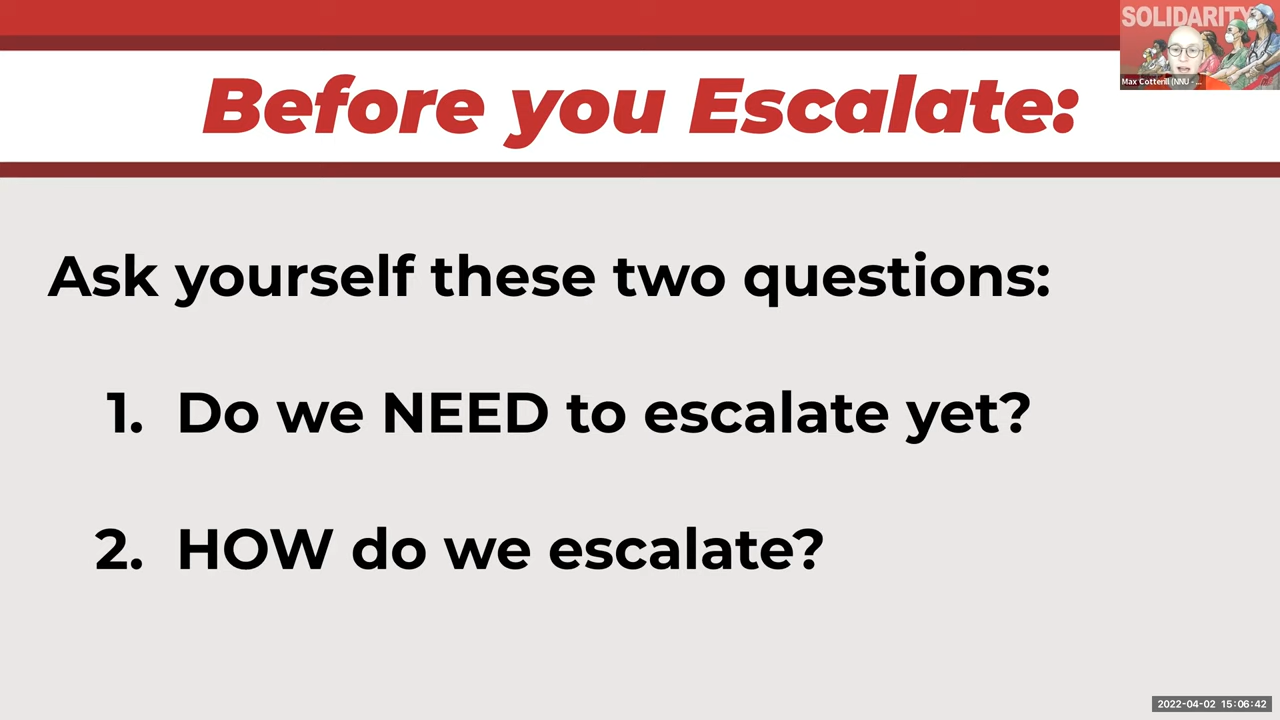 SOLIDARITY
Max Cotterill (NNU - ...
Before you Escalate:
Ask yourself these two questions:
1. Do we NEED to escalate yet?
2. HOW do we escalate?
2022-04-02 15:06:42